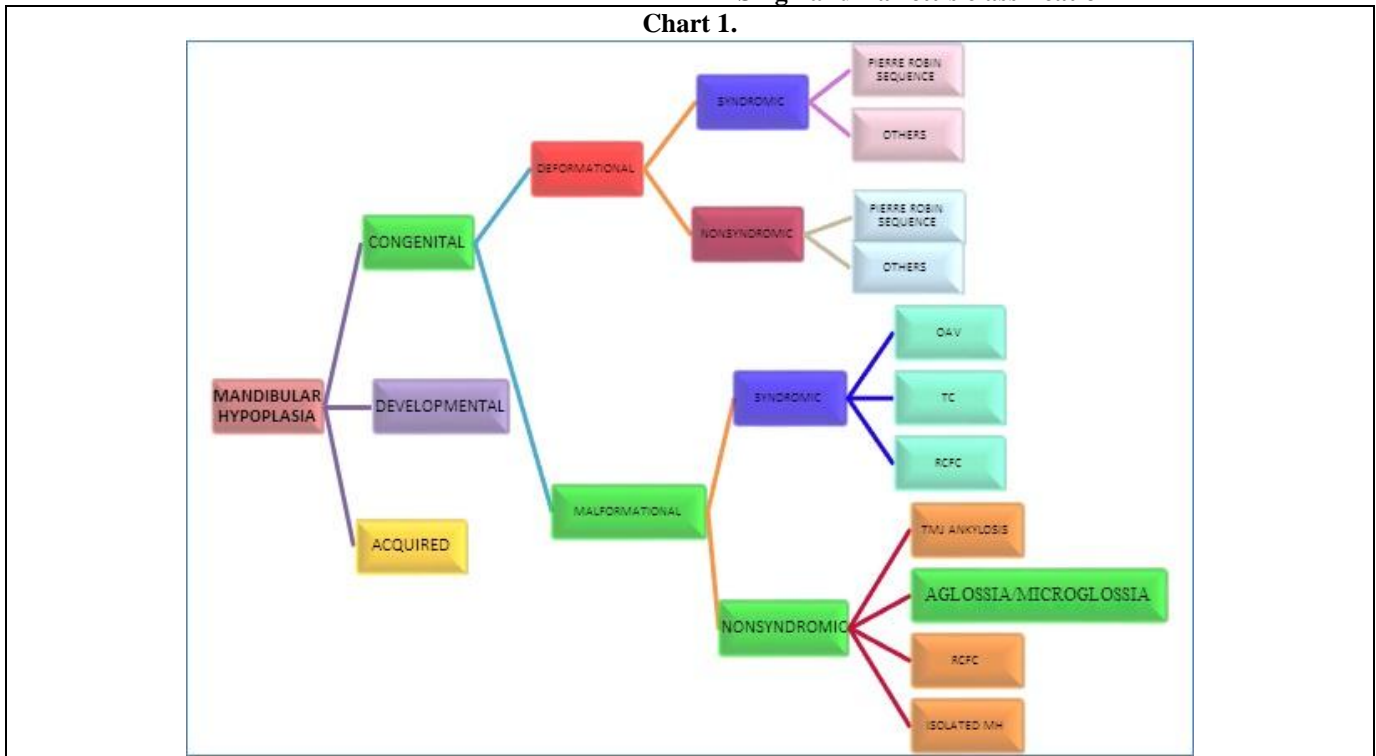 Chart 1.
PIERRE ROBIN
SEQUENCE
SYNDROMIC
OTHERS
DEFORMATIONAL
PIERRE ROBIN
SEQUENCE
NONSYNDROMIC
OTHERS
CONGENITAL
OAV
MANDIBULAR
HYPOPLASIA
DEVELOPMENTAL
SYNDROMIC
TC
RCFC
MALFORMATIONAL
TMJ ANKYLOSIS
ACQUIRED
AGLOSSIA/MICROGLOSSIA
NONSYNDROMIC
RCFC
ISOLATED MH